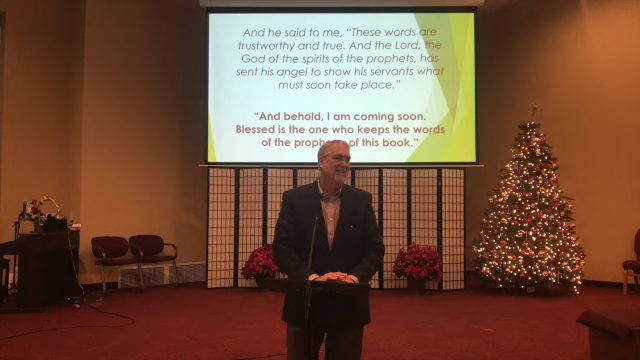 And he said to me, “These words are
trustworthy and true. And the Lord, the
God of the spirits of the prophets, has
sent his angel to show his servants what
must soon take place.”
“And behold, I am coming soon.
Blessed is the one who keeps the words
of the of this book.”